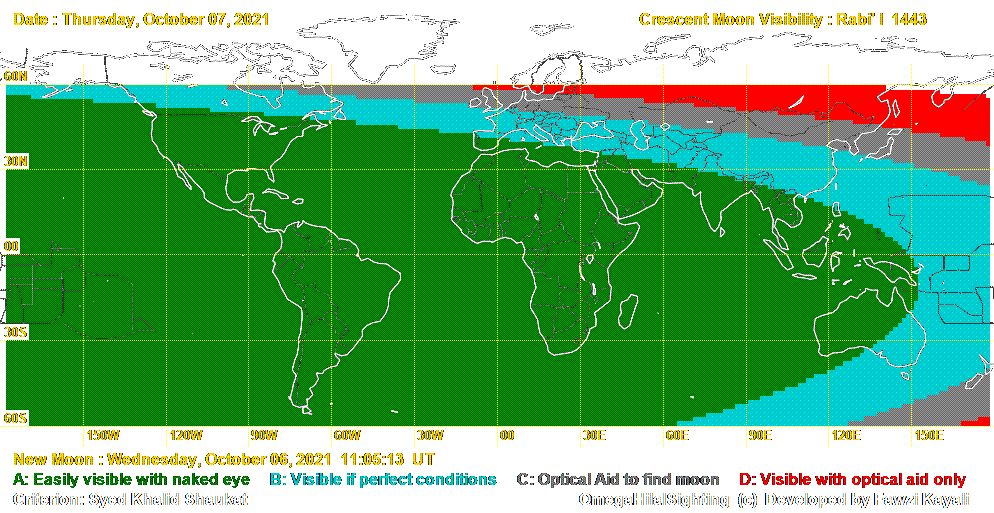 Date : Thursday, October 07, 2021 Crescent Moon Visibility : Rabi' I 1443
60N
30N
00
30S
60S
150W 120W 90W 60W 30W 00 30E 60E 90E 120E 150E
New Moon : Wednesday, October 06, 2021 11:05:13 UT
A: Easily visible with naked eye B: Visible if perfect conditions C: Optical Aid to find moon D: Visible with optical aid only
Criterion: Syed Khalid Shaukat OmegaHilalSighting (c) Developed by Fawzi Kayali